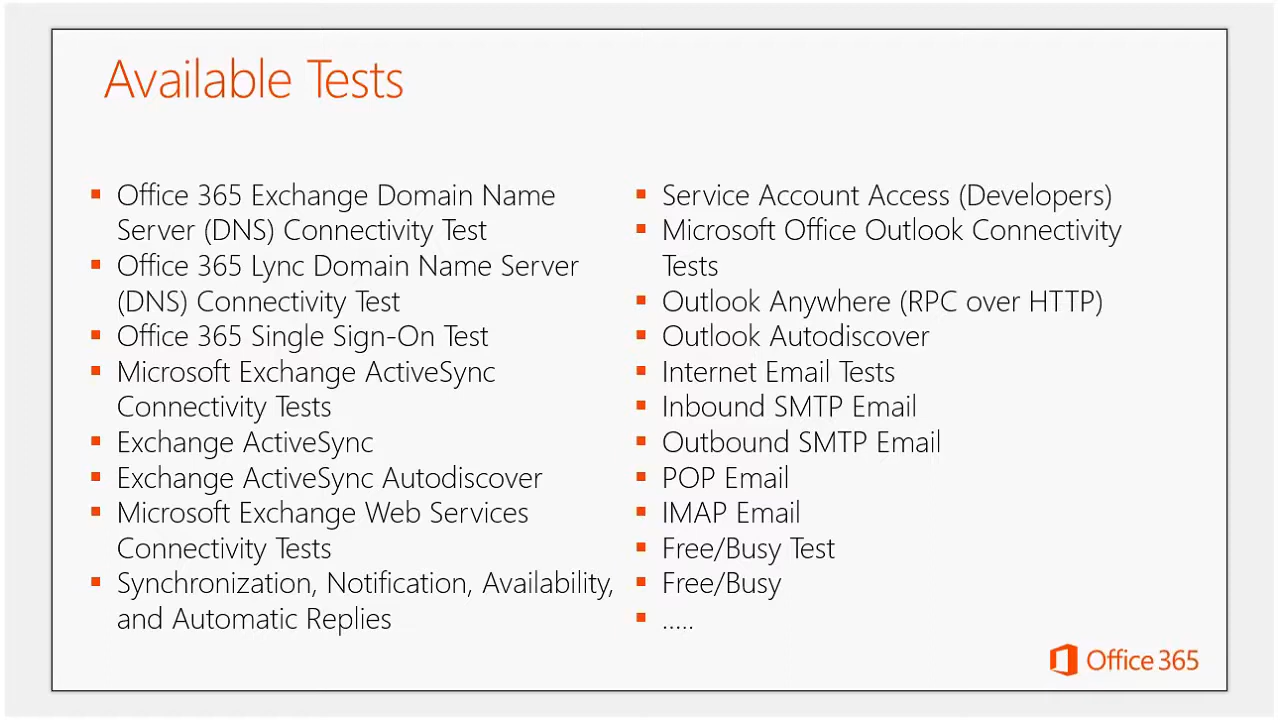 Available Tests
Office 365 Exchange Domain Name
Server (DNS) Connectivity Test
Office 365 Lync Domain Name Server
(DNS) Connectivity Test
Office 365 Single Sign-On Test
Microsoft Exchange ActiveSync
Connectivity Tests
Exchange ActiveSync
Exchange ActiveSync Autodiscover
Microsoft Exchange Web Services
Connectivity Tests
Synchronization, Notification, Availability,
and Automatic Replies
Service Account Access (Developers)
Microsoft Office Outlook Connectivity
Tests
Outlook Anywhere (RPC over HTTP)
Outlook Autodiscover
Internet Email Tests
Inbound SMTP Email
Outbound SMTP Email
POP Email
IMAP Email
Free/Busy Test
Free/Busy
.....
Office 365